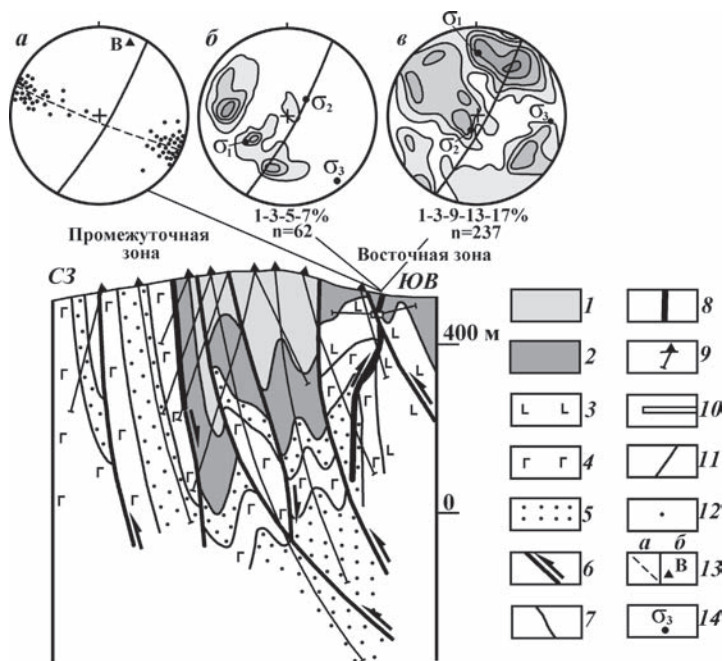 а
В
б
σ₂
σ₁
σ₃
1-3-5-7%
n=62
в
σ₁
σ₂
σ₃
1-3-9-13-17%
n=237
Промежуточная
зона
Восточная зона
СЗ
ЮВ
400 м
0
1
2
L L 3
Г Г 4
5
6
7
8
9
10
11
12
а б
В 13
σ₃ 14